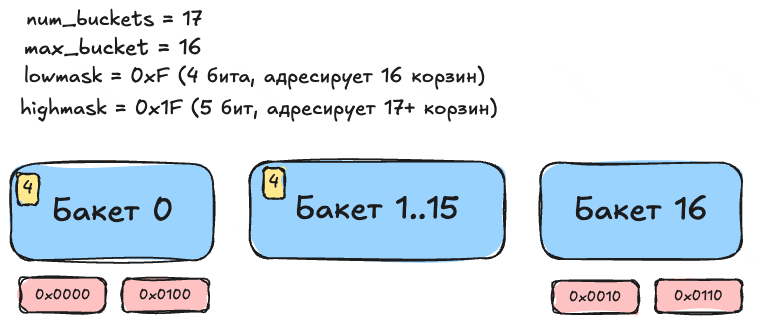 num_buckets = 17
max_bucket = 16
lowmask = 0xF (4 бита, адресирует 16 корзин)
highmask = 0x1F (5 бит, адресирует 17+ корзин)
4
Бакет 0
4
Бакет 1..15
Бакет 16
0x0000
0x0100
0x0010
0x0110